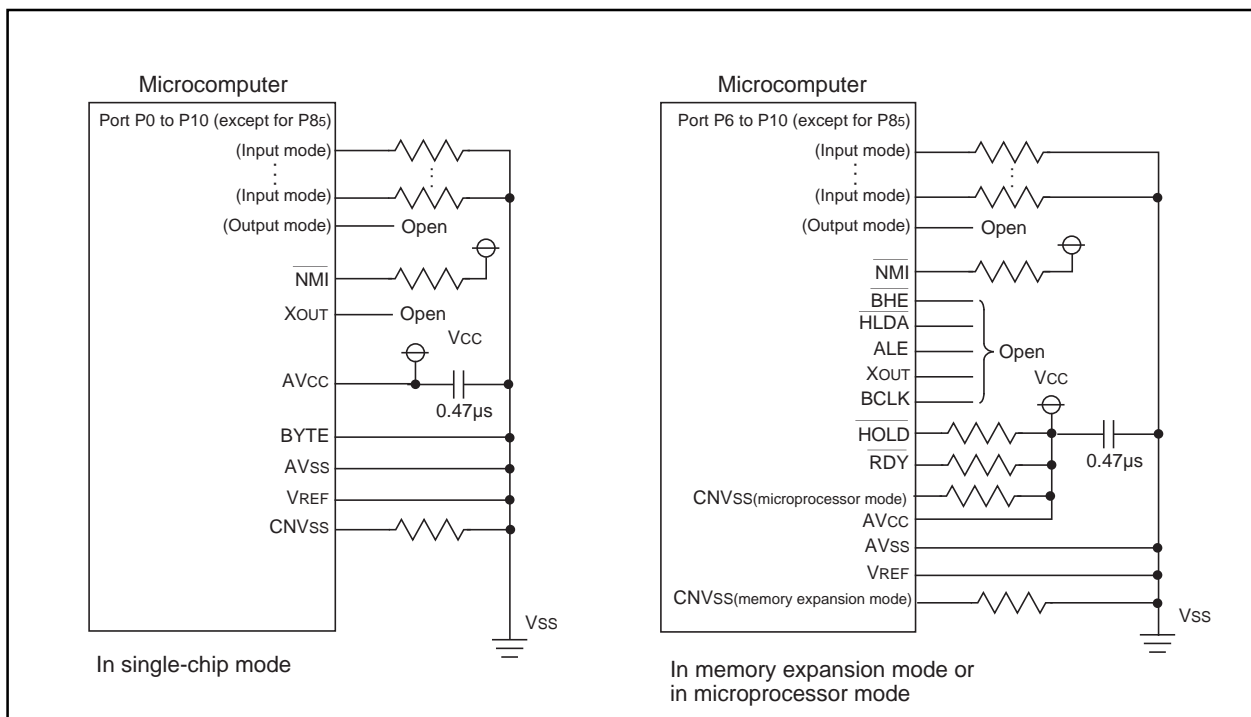 Microcomputer
Port P0 to P10 (except for P85)
(Input mode)
(Input mode)
(Output mode)
Open
NMI
XOUT
Open
VCC
AVCC
0.47µs
BYTE
AVSS
VREF
CNVSS
VSS
In single-chip mode
Microcomputer
Port P6 to P10 (except for P85)
(Input mode)
(Input mode)
(Output mode)
Open
NMI
BHE
HLDA
ALE
Open
XOUT
VCC
BCLK
HOLD
0.47µs
RDY
CNVSS(microprocessor mode)
AVCC
AVSS
VREF
CNVSS(memory expansion mode)
VSS
In memory expansion mode or
in microprocessor mode